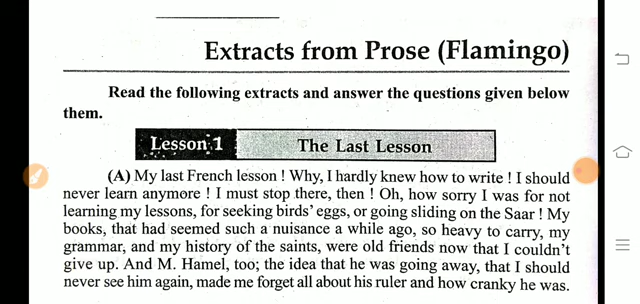 Extracts from Prose (Flamingo)
Read the following extracts and answer the questions given below
them.
Lesson 1 The Last Lesson
(A) My last French lesson ! Why, I hardly knew how to write ! I should
never learn anymore ! I must stop there, then ! Oh, how sorry I was for not
learning my lessons, for seeking birds' eggs, or going sliding on the Saar ! My
books, that had seemed such a nuisance a while ago, so heavy to carry, my
grammar, and my history of the saints, were old friends now that I couldn't
give up. And M. Hamel, too; the idea that he was going away, that I should
never see him again, made me forget all about his ruler and how cranky he was.